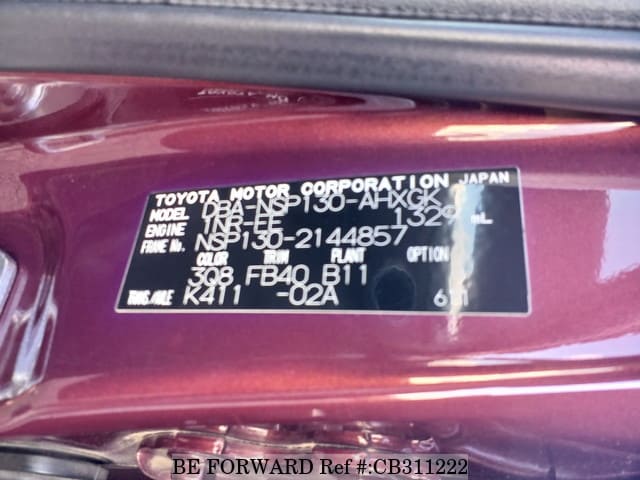 TOYOTA MOTOR CORPORATION JAPAN
MODEL DBA-NSP130-AHXGK
ENGINE 1NR-FE 1329 mL
FRAME No. NSP130-2144857
COLOR TRIM PLANT OPTION
3Q8 FB40 B11
TRANS/AXLE K411 -02A
BE FORWARD Ref #:CB311222